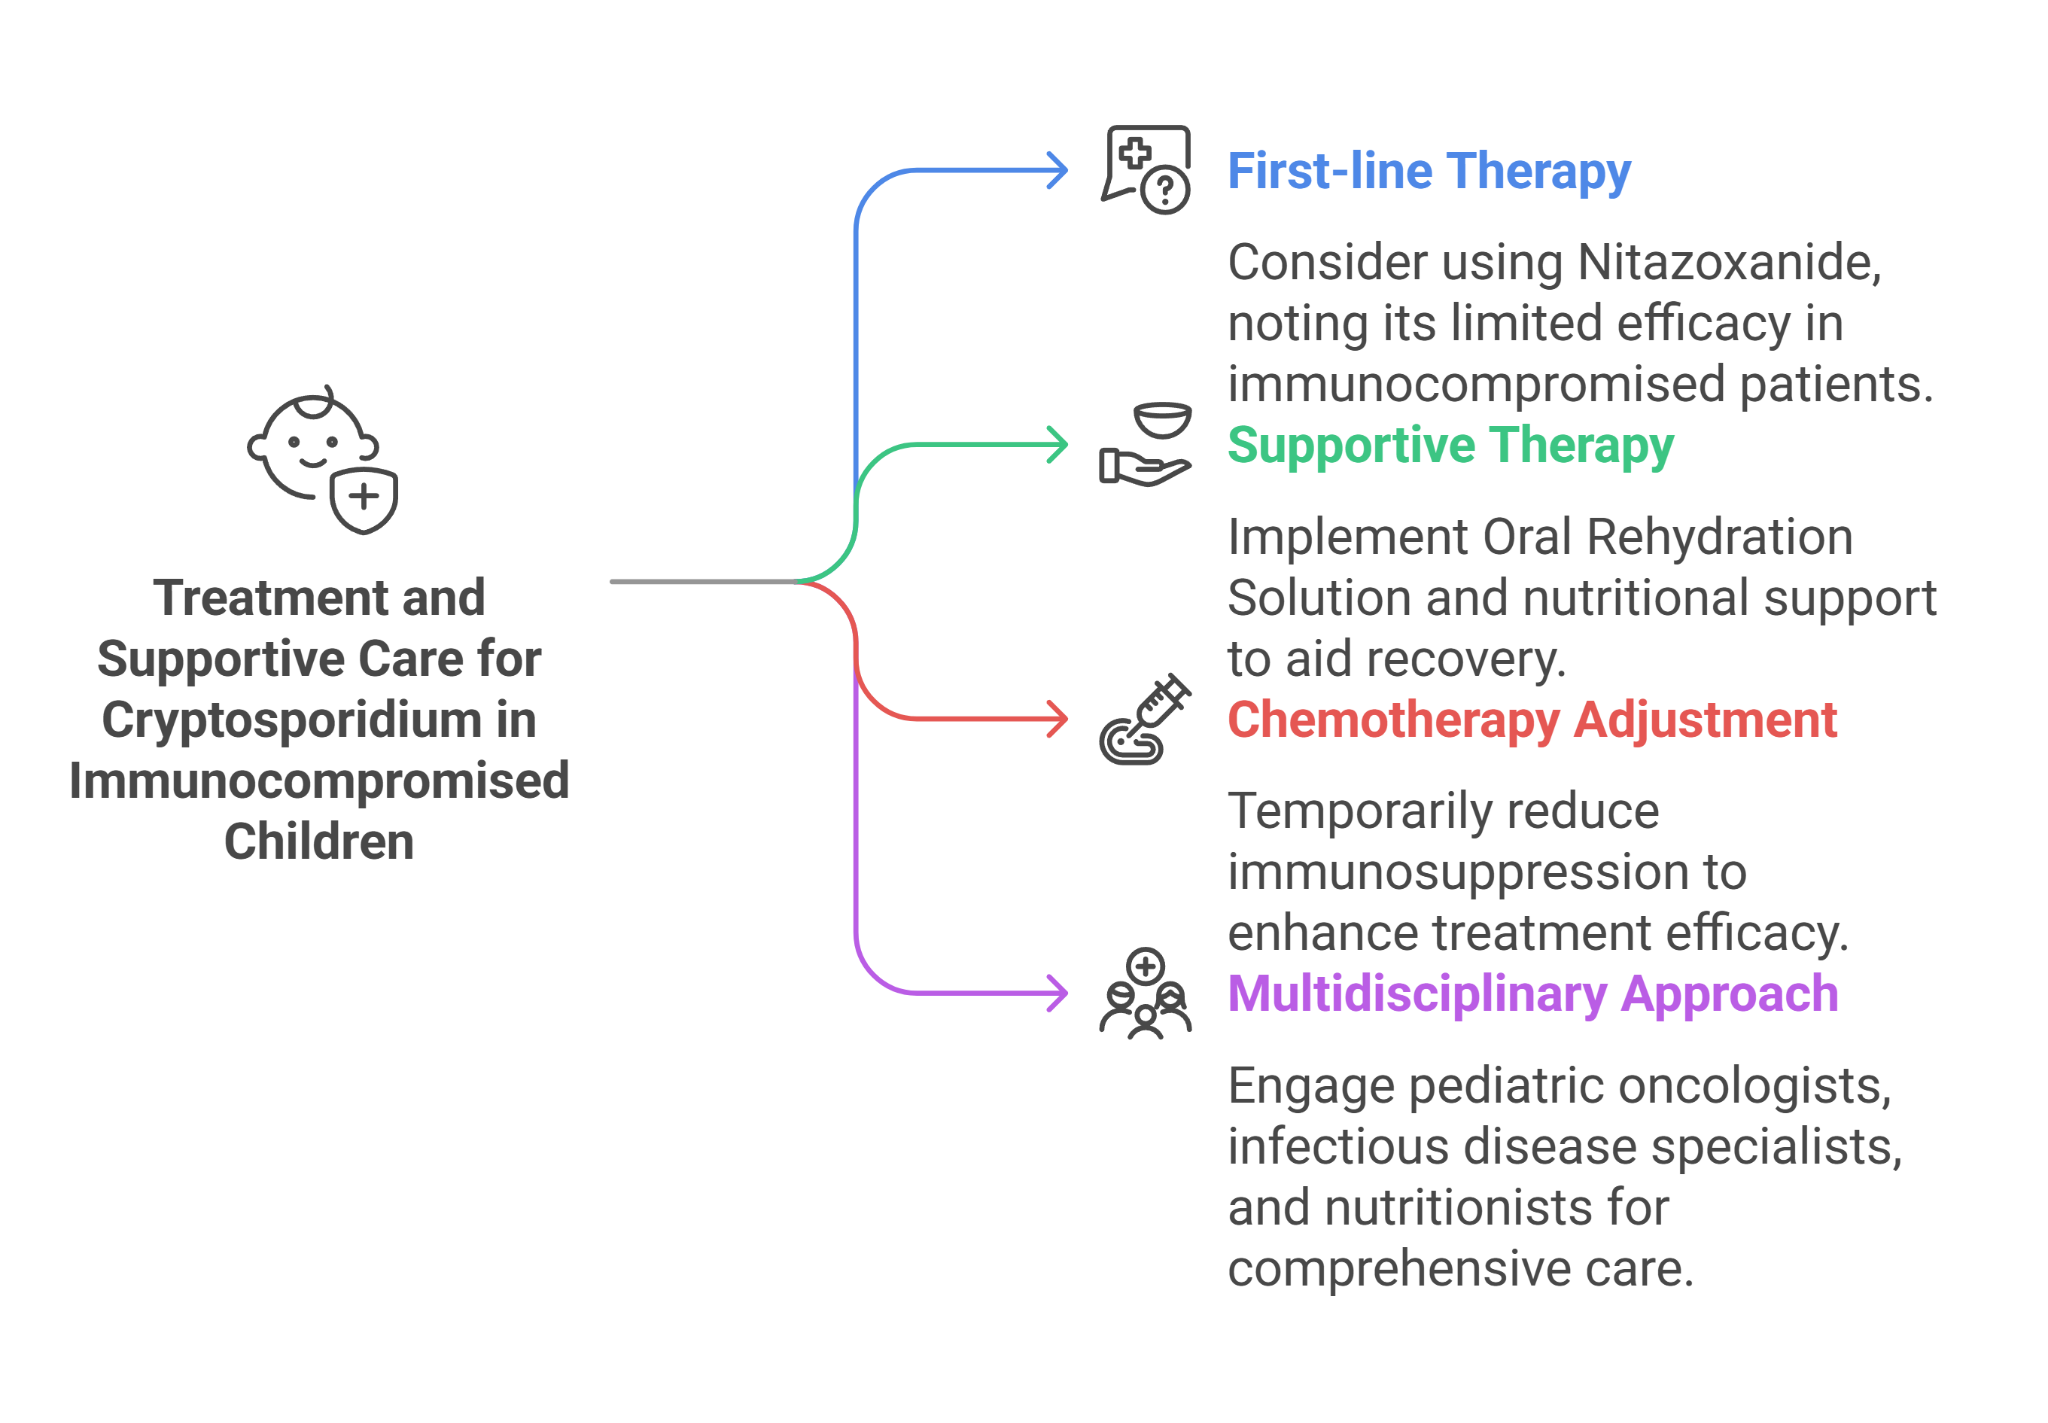 Treatment and
Supportive Care for
Cryptosporidium in
Immunocompromised
Children
First-line Therapy
Consider using Nitazoxanide,
noting its limited efficacy in
immunocompromised patients.
Supportive Therapy
Implement Oral Rehydration
Solution and nutritional support
to aid recovery.
Chemotherapy Adjustment
Temporarily reduce
immunosuppression to
enhance treatment efficacy.
Multidisciplinary Approach
Engage pediatric oncologists,
infectious disease specialists,
and nutritionists for
comprehensive care.